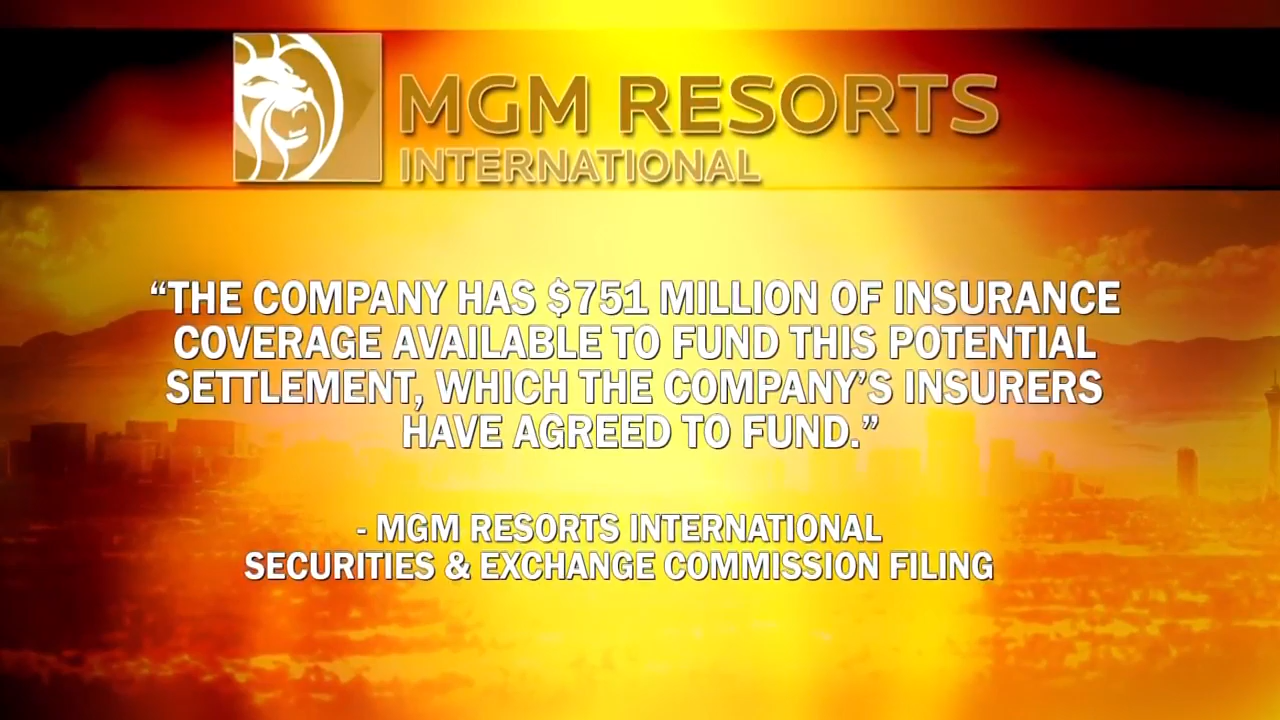 MGM RESORTS
INTERNATIONAL
“THE COMPANY HAS $751 MILLION OF INSURANCE
COVERAGE AVAILABLE TO FUND THIS POTENTIAL
SETTLEMENT, WHICH THE COMPANY’S INSURERS
HAVE AGREED TO FUND.”
- MGM RESORTS INTERNATIONAL
SECURITIES & EXCHANGE COMMISSION FILING